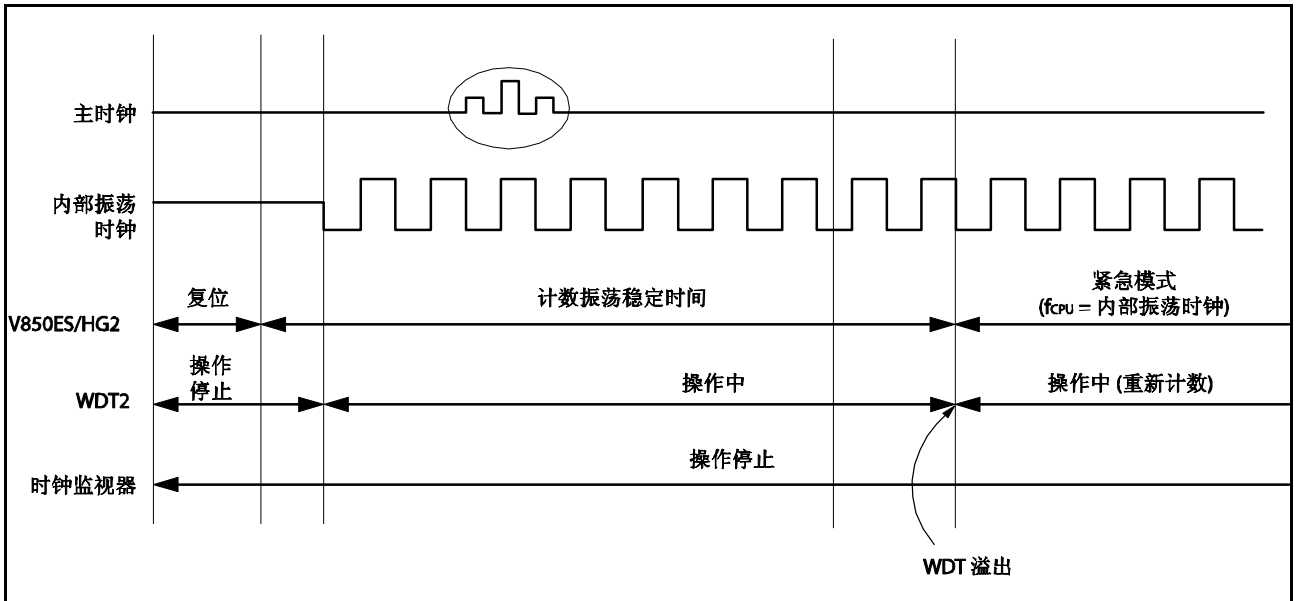 主时钟
内部振荡
时钟
复位
计数振荡稳定时间
紧急模式
(fCPU = 内部振荡时钟)
V850ES/HG2
操作
停止
操作中
操作中 (重新计数)
WDT2
操作停止
时钟监视器
WDT 溢出